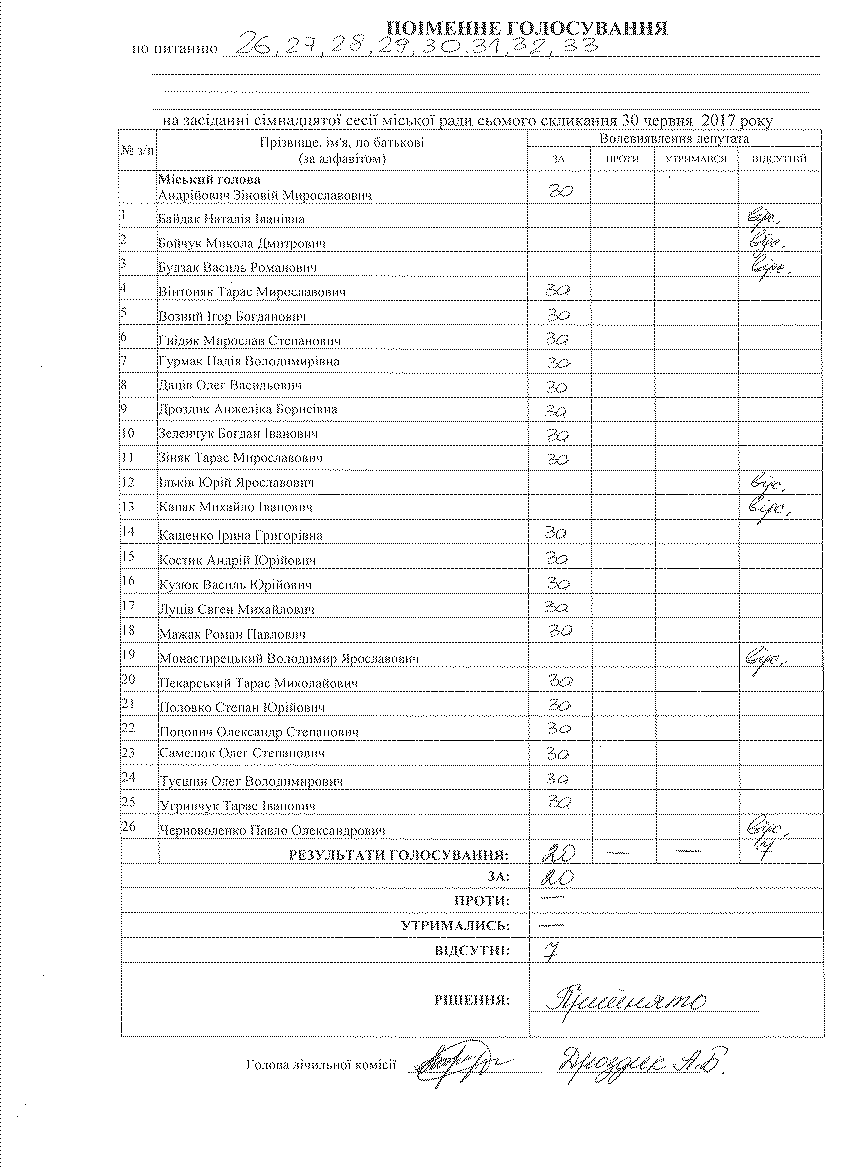 ПОІМЕННЕ ГОЛОСУВАННЯ
по питанню 26, 27, 28, 29, 30, 31, 32, 33
на засіданні сімнадцятої сесії міської ради сьомого скликання 30 червня 2017 року
№ з/п Прізвище, ім'я, по батькові (за алфавітом) Волевиявлення депутата
ЗА ПРОТИ УТРИМАВСЯ ВІДСУТНІЙ
Міський голова
Андрійович Зіновій Мирославович за
1 Байдак Наталія Іванівна відс.
2 Бойчук Микола Дмитрович відс.
3 Будзак Василь Романович відс.
4 Вінтоняк Тарас Мирославович за
5 Возний Ігор Богданович за
6 Гнідик Мирослав Степанович за
7 Гурмак Надія Володимирівна за
8 Даців Олег Васильович за
9 Дроздик Анжеліка Борисівна за
10 Зеленчук Богдан Іванович за
11 Зіняк Тарас Мирославович за
12 Ільків Юрій Ярославович відс.
13 Капак Михайло Іванович відс.
14 Кащенко Ірина Григорівна за
15 Костик Андрій Юрійович за
16 Кузюк Василь Юрійович за
17 Луців Євген Михайлович за
18 Мажак Роман Павлович за
19 Монастирецький Володимир Ярославович відс.
20 Пекарський Тарас Миколайович за
21 Половко Степан Юрійович за
22 Попович Олександр Степанович за
23 Самелюк Олег Степанович за
24 Туєшин Олег Володимирович за
25 Угринчук Тарас Іванович за
26 Черноволенко Павло Олександрович відс.
РЕЗУЛЬТАТИ ГОЛОСУВАННЯ: 20 — — 7
ЗА: 20
ПРОТИ: —
УТРИМАЛИСЬ: —
ВІДСУТНІ: 7
РІШЕННЯ: Прийнято
Голова лічильної комісії Дроздик А.Б.